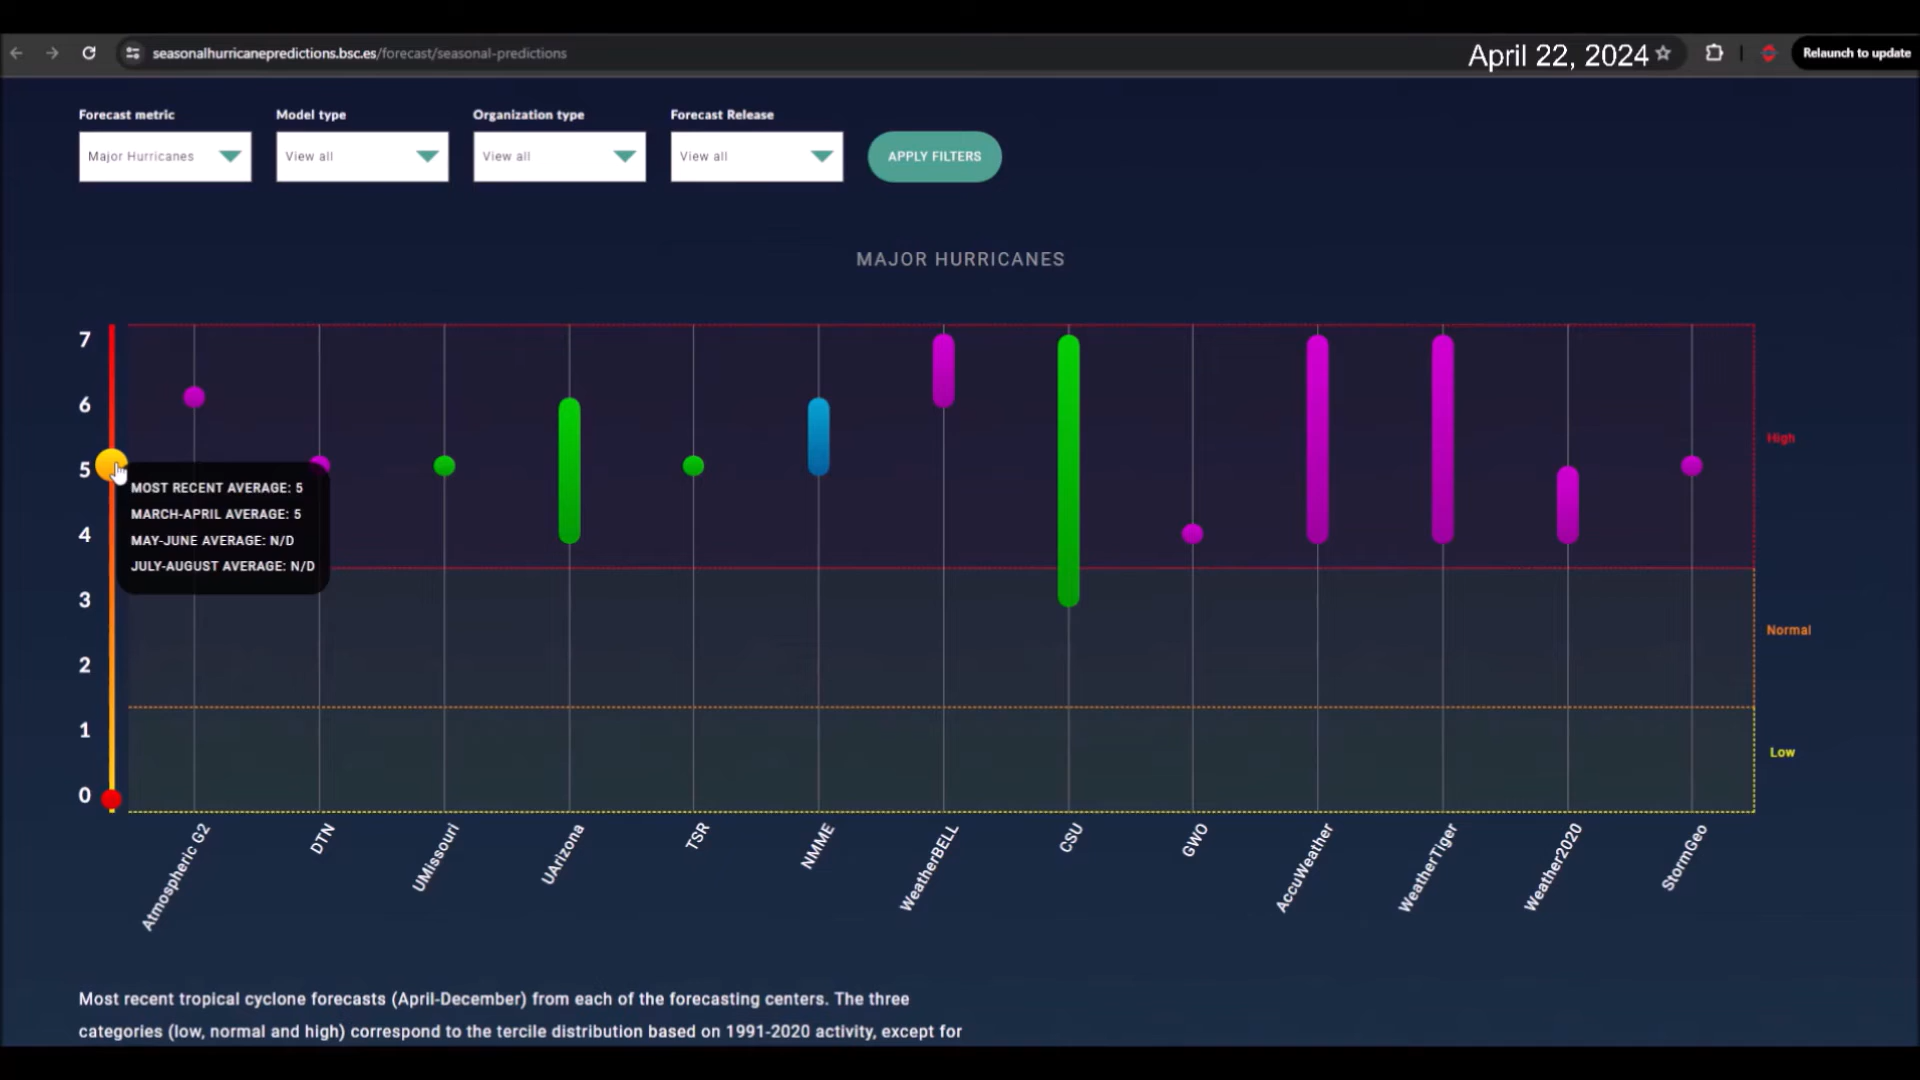 seasonalhurricanepredictions.bsc.es/forecast/seasonal-predictions
April 22, 2024
Relaunch to update
Forecast metric
Model type
Organization type
Forecast Release
Major Hurricanes
View all
View all
View all
APPLY FILTERS
MAJOR HURRICANES
7
6
5
4
3
2
1
0
MOST RECENT AVERAGE: 5
MARCH-APRIL AVERAGE: 5
MAY-JUNE AVERAGE: N/D
JULY-AUGUST AVERAGE: N/D
High
Normal
Low
Atmospheric G2
DTN
UMissouri
UArizona
TSR
NMME
WeatherBELL
CSU
GWO
AccuWeather
WeatherTiger
Weather2020
StormGeo
Most recent tropical cyclone forecasts (April-December) from each of the forecasting centers. The three
categories (low, normal and high) correspond to the tercile distribution based on 1991-2020 activity, except for